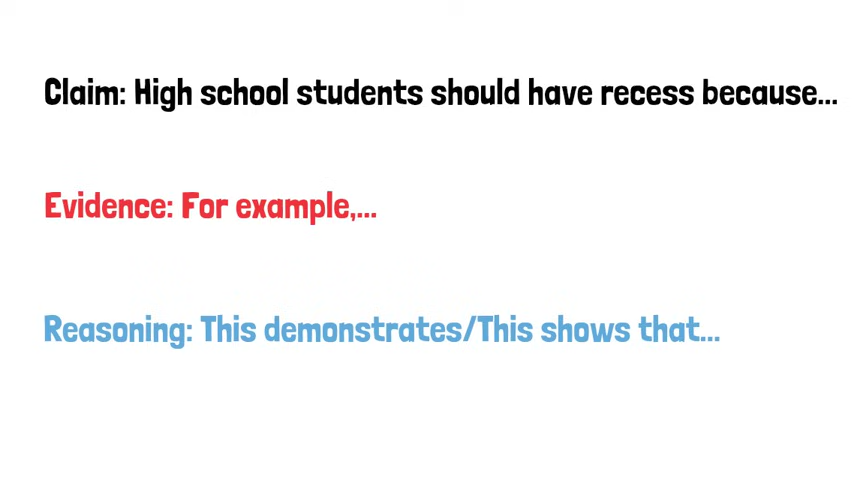 Claim: High school students should have recess because...
Evidence: For example,...
Reasoning: This demonstrates/This shows that...